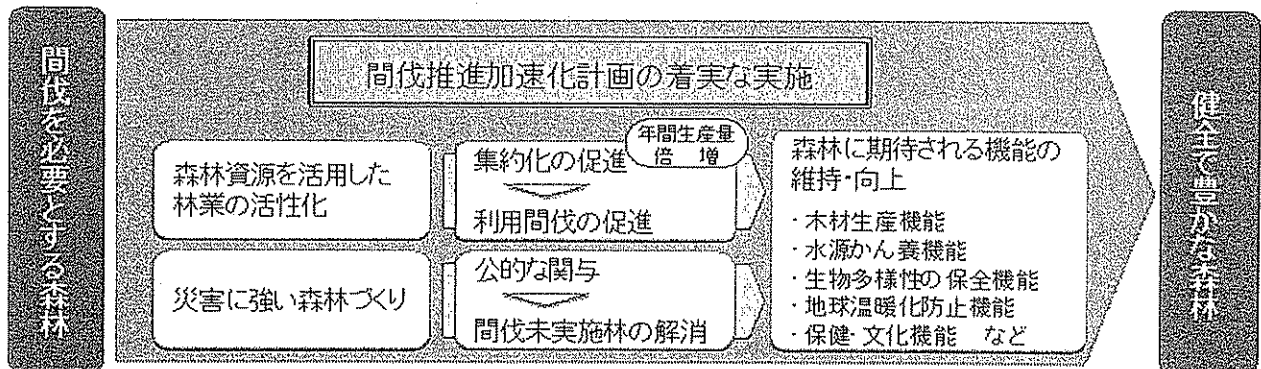 間伐を必要とする森林
間伐推進加速化計画の着実な実施
森林資源を活用した
林業の活性化
集約化の促進
年間生産量
倍 増
利用間伐の促進
災害に強い森林づくり
公的な関与
間伐未実施林の解消
森林に期待される機能の
維持・向上
・木材生産機能
・水源かん養機能
・生物多様性の保全機能
・地球温暖化防止機能
・保健・文化機能 など
健全で豊かな森林